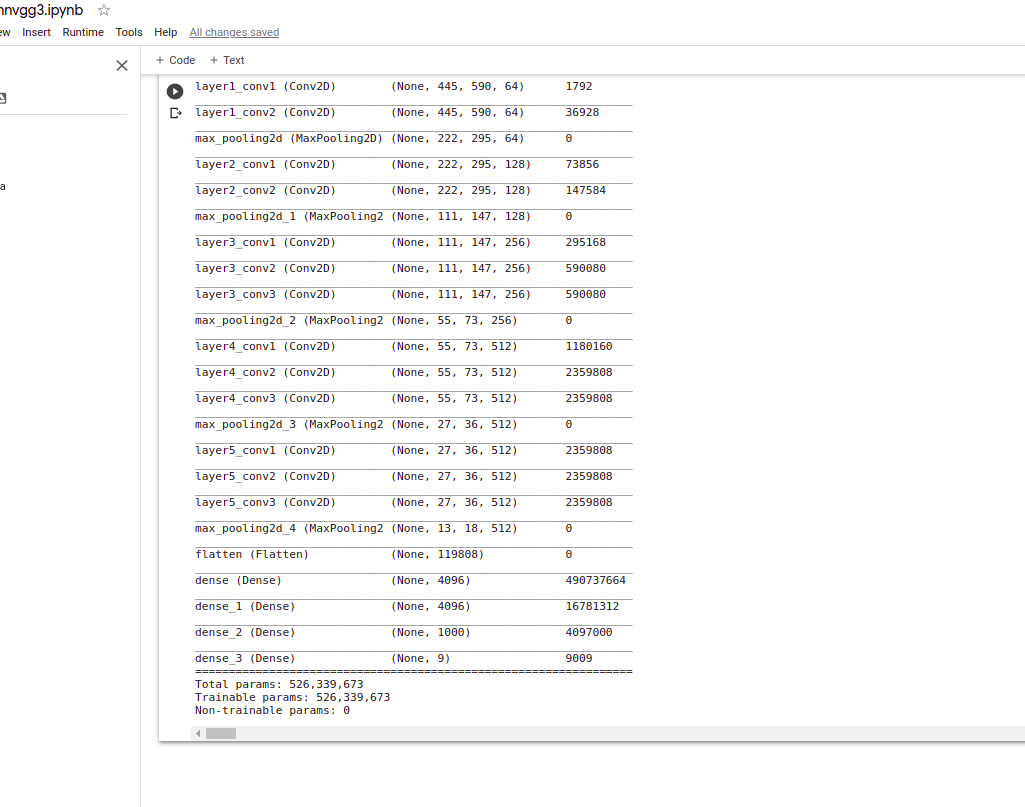 nnvgg3.ipynb
ew Insert Runtime Tools Help All changes saved
+ Code + Text
layer1_conv1 (Conv2D) (None, 445, 590, 64) 1792
layer1_conv2 (Conv2D) (None, 445, 590, 64) 36928
max_pooling2d (MaxPooling2D) (None, 222, 295, 64) 0
layer2_conv1 (Conv2D) (None, 222, 295, 128) 73856
a
layer2_conv2 (Conv2D) (None, 222, 295, 128) 147584
max_pooling2d_1 (MaxPooling2 (None, 111, 147, 128) 0
layer3_conv1 (Conv2D) (None, 111, 147, 256) 295168
layer3_conv2 (Conv2D) (None, 111, 147, 256) 590080
layer3_conv3 (Conv2D) (None, 111, 147, 256) 590080
max_pooling2d_2 (MaxPooling2 (None, 55, 73, 256) 0
layer4_conv1 (Conv2D) (None, 55, 73, 512) 1180160
layer4_conv2 (Conv2D) (None, 55, 73, 512) 2359808
layer4_conv3 (Conv2D) (None, 55, 73, 512) 2359808
max_pooling2d_3 (MaxPooling2 (None, 27, 36, 512) 0
layer5_conv1 (Conv2D) (None, 27, 36, 512) 2359808
layer5_conv2 (Conv2D) (None, 27, 36, 512) 2359808
layer5_conv3 (Conv2D) (None, 27, 36, 512) 2359808
max_pooling2d_4 (MaxPooling2 (None, 13, 18, 512) 0
flatten (Flatten) (None, 119808) 0
dense (Dense) (None, 4096) 490737664
dense_1 (Dense) (None, 4096) 16781312
dense_2 (Dense) (None, 1000) 4097000
dense_3 (Dense) (None, 9) 9009
=================================================================
Total params: 526,339,673
Trainable params: 526,339,673
Non-trainable params: 0